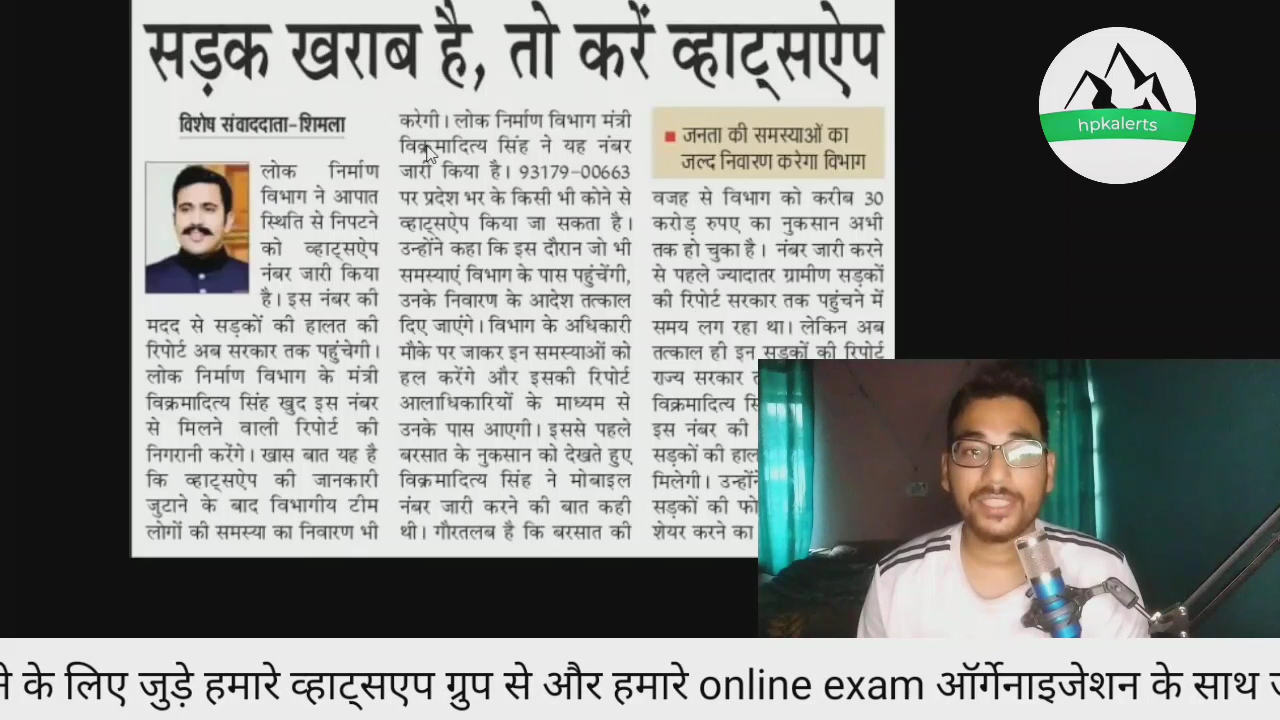 सड़क खराब है, तो करें व्हाट्सऐप
विशेष संवाददाता-शिमला
लोक निर्माण
विभाग ने आपात
स्थिति से निपटने
को व्हाट्सऐप
नंबर जारी किया
है। इस नंबर की
मदद से सड़कों की हालत की
रिपोर्ट अब सरकार तक पहुंचेगी।
लोक निर्माण विभाग के मंत्री
विक्रमादित्य सिंह खुद इस नंबर
से मिलने वाली रिपोर्ट की
निगरानी करेंगे। खास बात यह है
कि व्हाट्सऐप की जानकारी
जुटाने के बाद विभागीय टीम
लोगों की समस्या का निवारण भी
करेगी। लोक निर्माण विभाग मंत्री
विक्रमादित्य सिंह ने यह नंबर
जारी किया है। 93179-00663
पर प्रदेश भर के किसी भी कोने से
व्हाट्सऐप किया जा सकता है।
उन्होंने कहा कि इस दौरान जो भी
समस्याएं विभाग के पास पहुंचेंगी,
उनके निवारण के आदेश तत्काल
दिए जाएंगे। विभाग के अधिकारी
मौके पर जाकर इन समस्याओं को
हल करेंगे और इसकी रिपोर्ट
आलाधिकारियों के माध्यम से
उनके पास आएगी। इससे पहले
बरसात के नुकसान को देखते हुए
विक्रमादित्य सिंह ने मोबाइल
नंबर जारी करने की बात कही
थी। गौरतलब है कि बरसात की
जनता की समस्याओं का
जल्द निवारण करेगा विभाग
वजह से विभाग को करीब 30
करोड़ रुपए का नुकसान अभी
तक हो चुका है। नंबर जारी करने
से पहले ज्यादातर ग्रामीण सड़कों
की रिपोर्ट सरकार तक पहुंचने में
समय लग रहा था। लेकिन अब
तत्काल ही इन सड़कों की रिपोर्ट
राज्य सरकार
विक्रमादित्य
इस नंबर की
सड़कों की
मिलेगी।
सड़कों की
शेयर करने का
hpkalerts
के लिए जुड़े हमारे व्हाट्सएप ग्रुप से और हमारे online exam ऑर्गेनाइजेशन के साथ